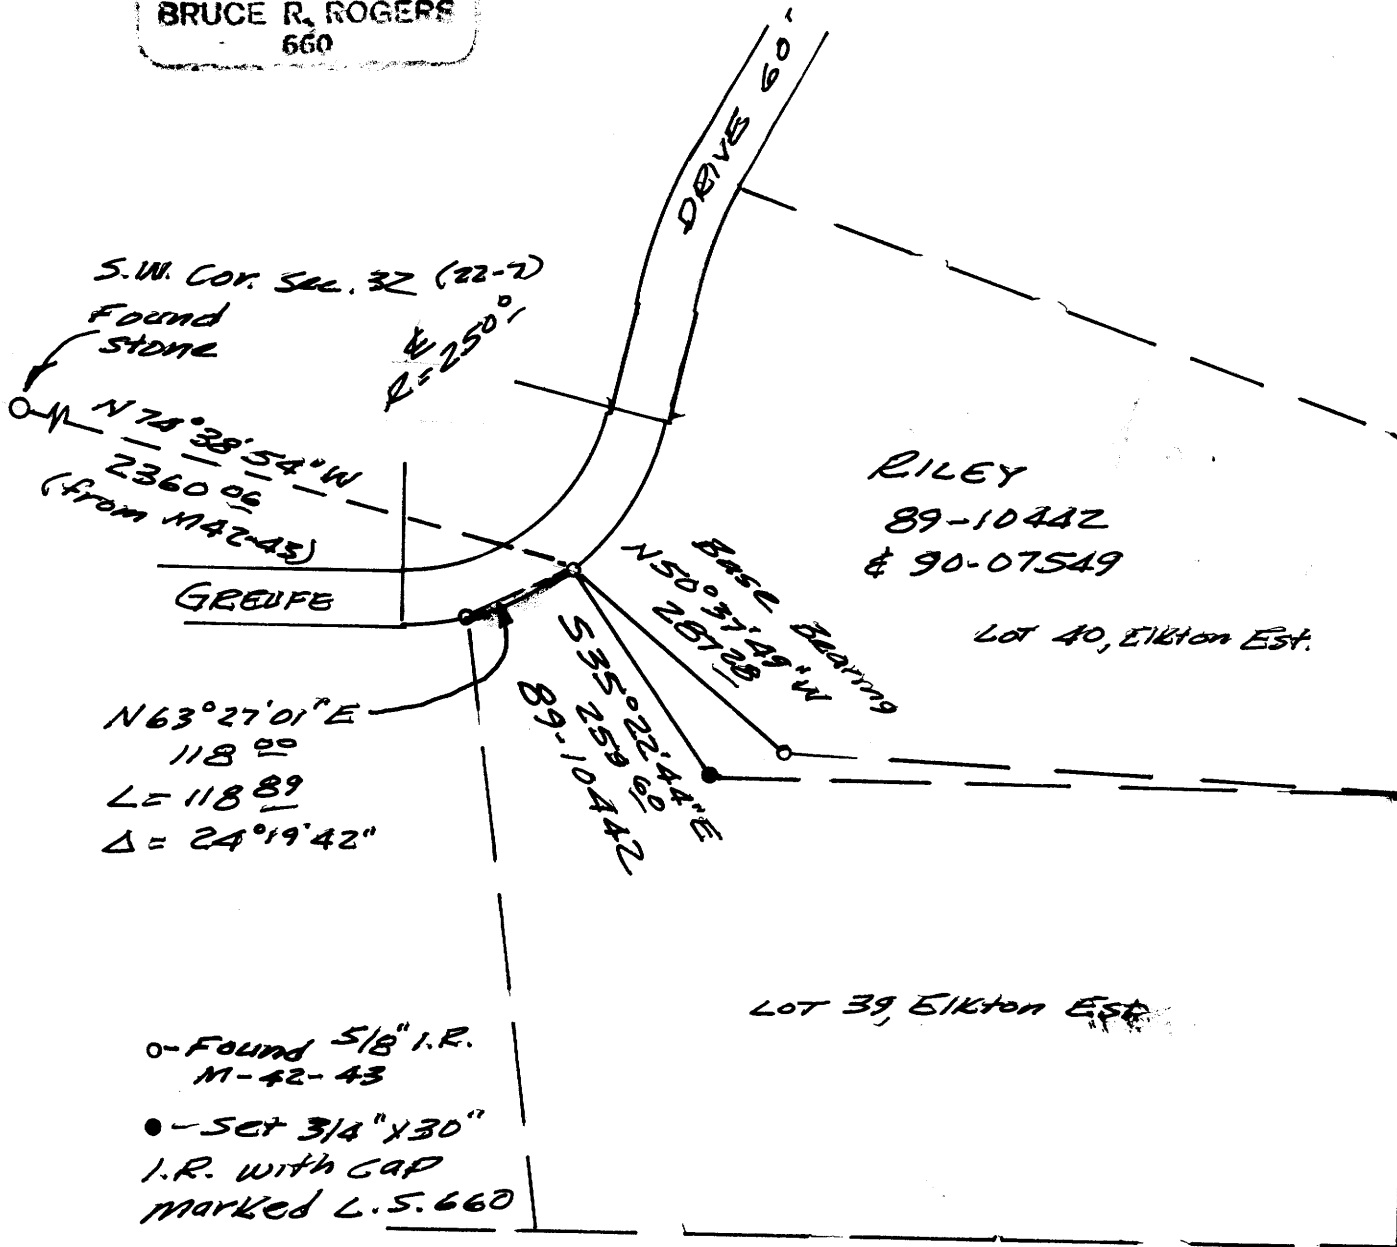 BRUCE R. ROGERS
660
DRIVE 60'
S.W. Cor. Sec. 32 (22-7)
Found
stone
℄
R=250°'
N 74°38'54"W
2360 06
(from M42-43)
GREUFE
RILEY
89-10442
& 90-07549
Lot 40, Elkton Est.
Base Bearing
N50°37'49"W
287 28
S35°22'44"E
259 60
89-10442
N63°27'01"E
118 00
L= 118 89
Δ= 24°19'42"
LOT 39, Elkton Est.
o-Found 5/8" I.R.
M-42-43
●-Set 3/4"x30"
I.R. with cap
marked L.S.660